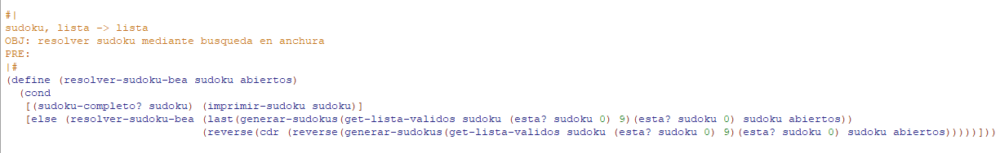 #|
sudoku, lista -> lista
OBJ: resolver sudoku mediante busqueda en anchura
PRE:
|#
(define (resolver-sudoku-bea sudoku abiertos)
  (cond
   [(sudoku-completo? sudoku) (imprimir-sudoku sudoku)]
   [else (resolver-sudoku-bea (last(generar-sudokus(get-lista-validos sudoku (esta? sudoku 0) 9)(esta? sudoku 0) sudoku abiertos))
                              (reverse(cdr (reverse(generar-sudokus(get-lista-validos sudoku (esta? sudoku 0) 9)(esta? sudoku 0) sudoku abiertos)))))]))